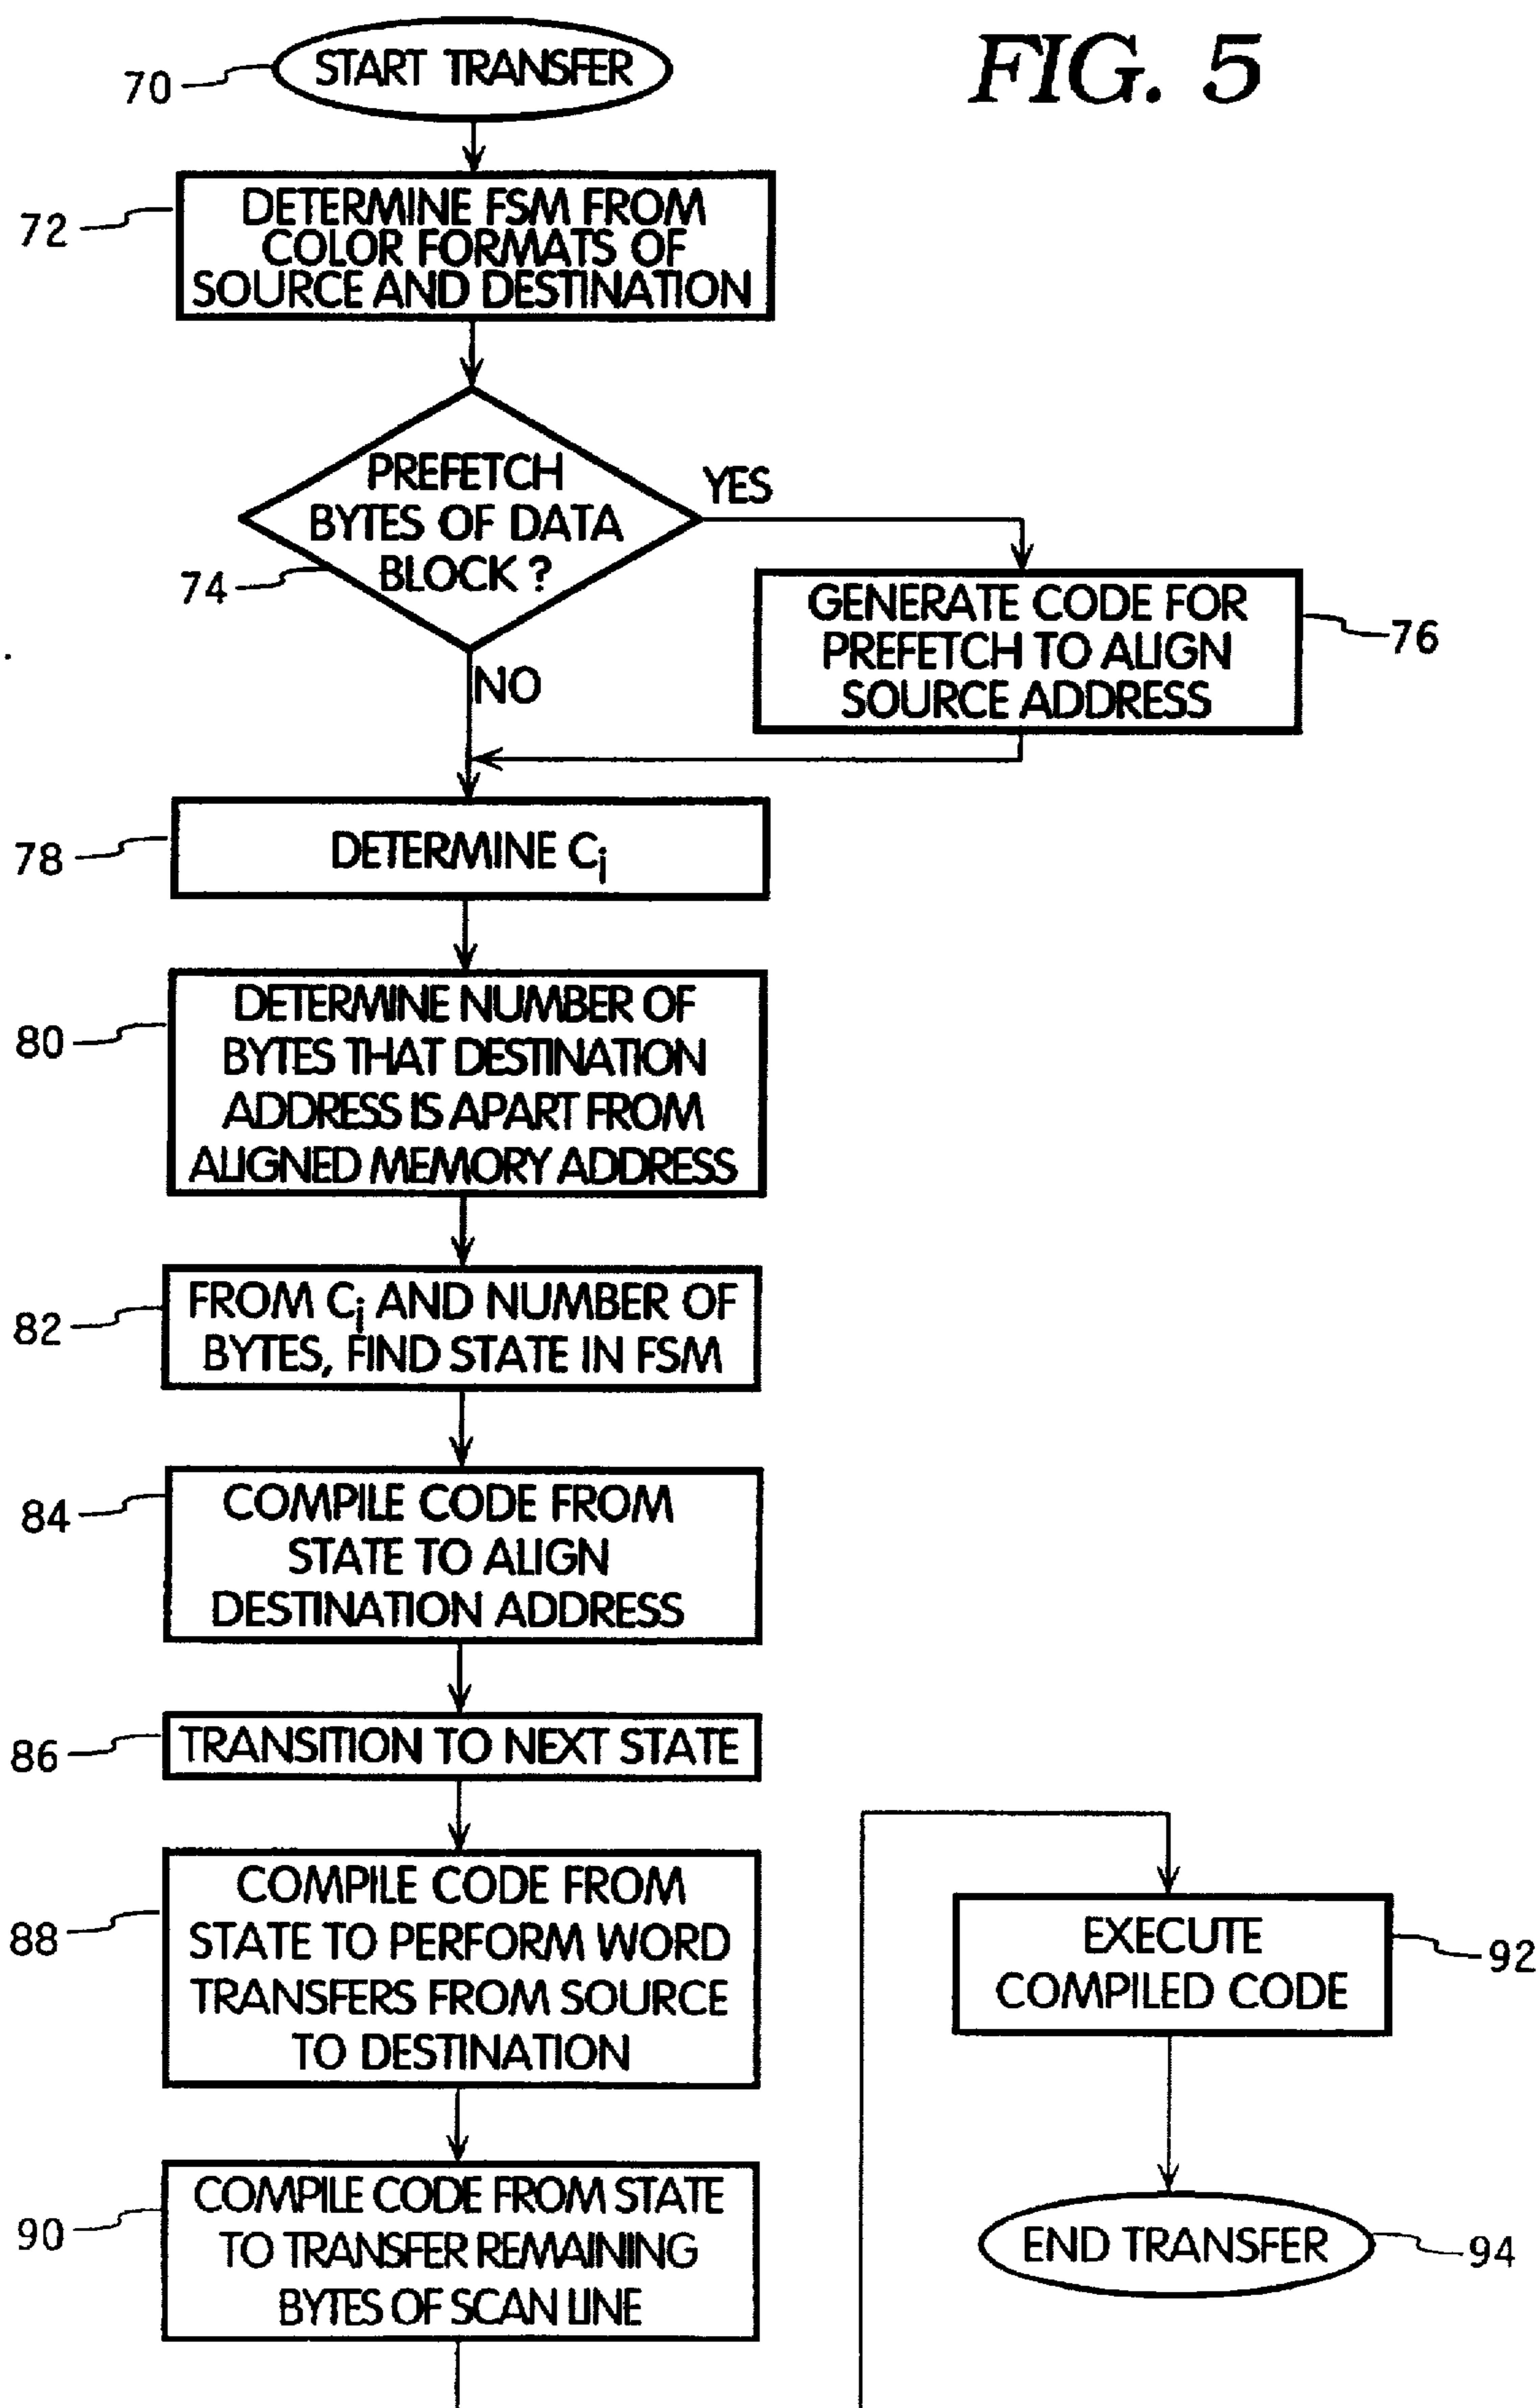 FIG. 5
70
START TRANSFER
72
DETERMINE FSM FROM
COLOR FORMATS OF
SOURCE AND DESTINATION
74
PREFETCH
BYTES OF DATA
BLOCK ?
YES
NO
GENERATE CODE FOR
PREFETCH TO ALIGN
SOURCE ADDRESS
76
78
DETERMINE Ci
80
DETERMINE NUMBER OF
BYTES THAT DESTINATION
ADDRESS IS APART FROM
ALIGNED MEMORY ADDRESS
82
FROM Ci AND NUMBER OF
BYTES, FIND STATE IN FSM
84
COMPILE CODE FROM
STATE TO ALIGN
DESTINATION ADDRESS
86
TRANSITION TO NEXT STATE
88
COMPILE CODE FROM
STATE TO PERFORM WORD
TRANSFERS FROM SOURCE
TO DESTINATION
90
COMPILE CODE FROM STATE
TO TRANSFER REMAINING
BYTES OF SCAN LINE
EXECUTE
COMPILED CODE
92
END TRANSFER
94